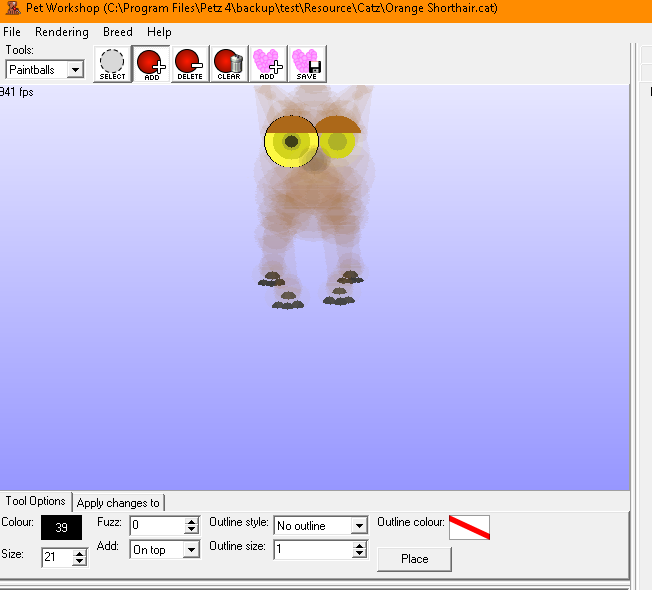 Pet Workshop (C:\Program Files\Petz 4\backup\test\Resource\Catz\Orange Shorthair.cat)
File Rendering Breed Help
Tools:
Paintballs
SELECT ADD DELETE CLEAR ADD SAVE
941 fps
Tool Options Apply changes to
Colour: 39 Fuzz: 0 Outline style: No outline Outline colour:
Size: 21 Add: On top Outline size: 1
Place